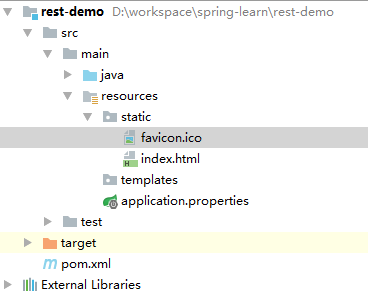 rest-demo D:\workspace\spring-learn\rest-demo
src
main
java
resources
static
favicon.ico
index.html
templates
application.properties
test
target
pom.xml
External Libraries